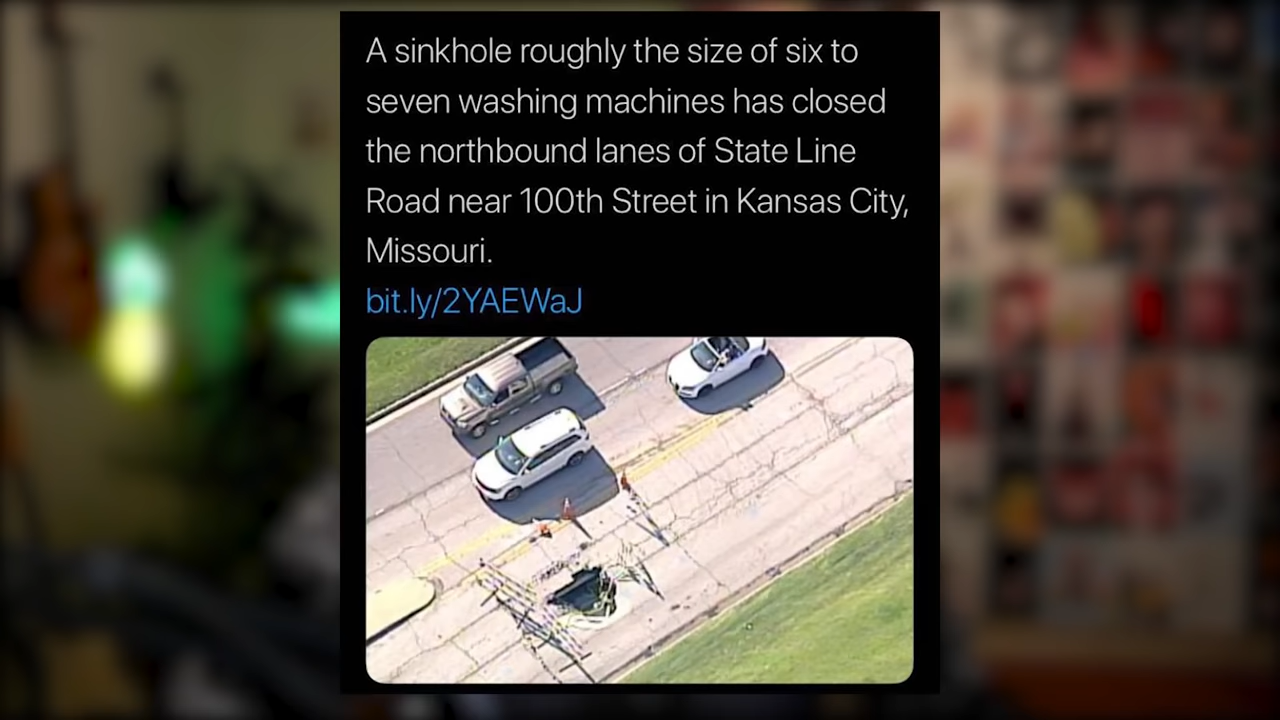 A sinkhole roughly the size of six to
seven washing machines has closed
the northbound lanes of State Line
Road near 100th Street in Kansas City,
Missouri.
bit.ly/2YAEWaJ